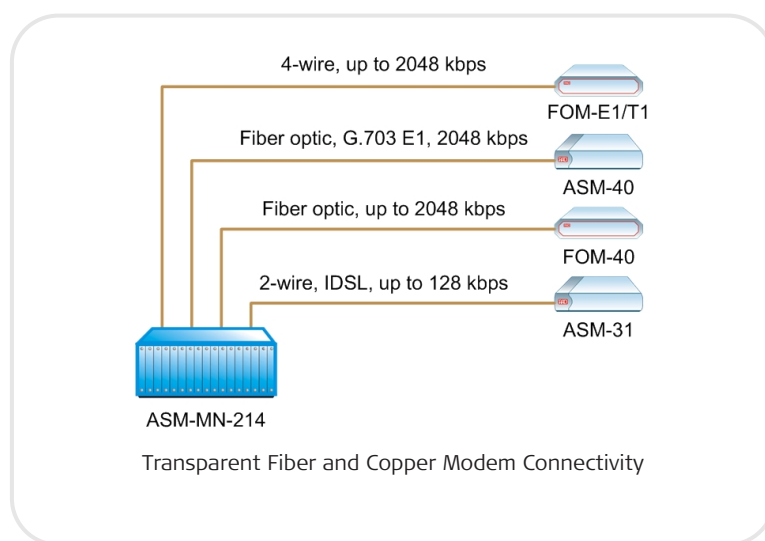 4-wire, up to 2048 kbps
FOM-E1/T1
Fiber optic, G.703 E1, 2048 kbps
ASM-40
Fiber optic, up to 2048 kbps
FOM-40
2-wire, IDSL, up to 128 kbps
ASM-31
ASM-MN-214
Transparent Fiber and Copper Modem Connectivity